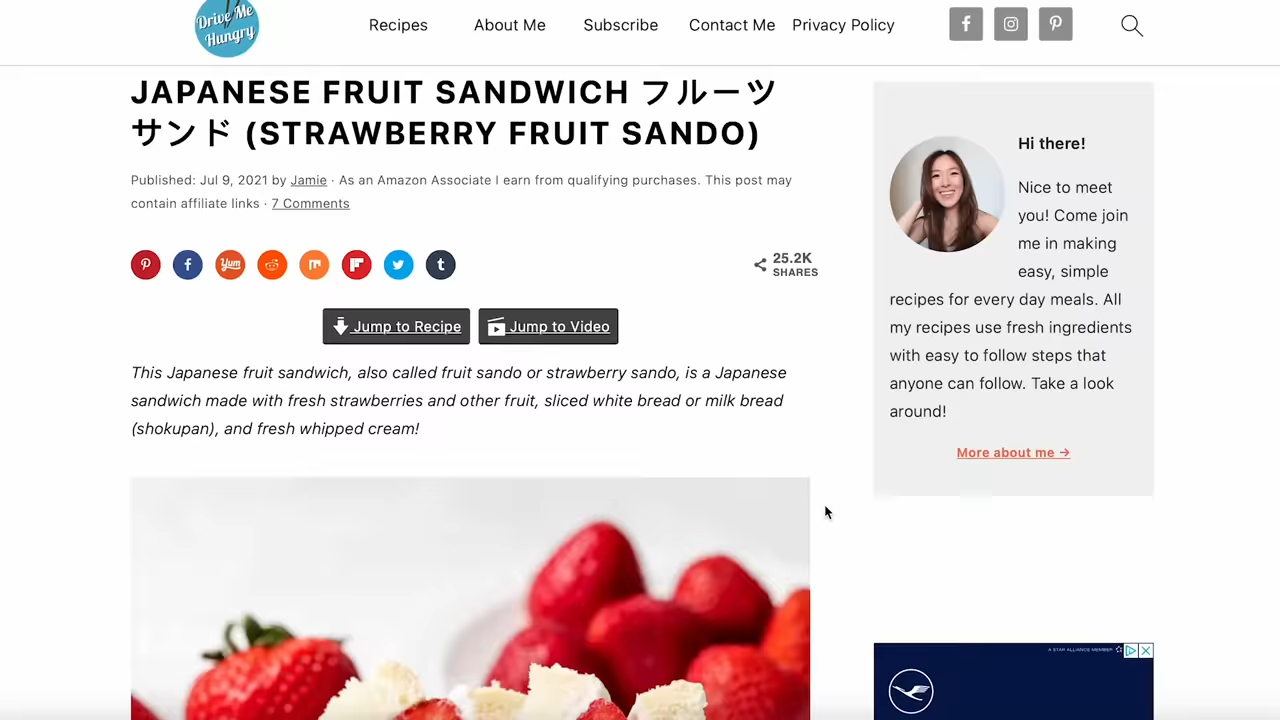 Drive Me
Hungry
Recipes
About Me
Subscribe
Contact Me
Privacy Policy
JAPANESE FRUIT SANDWICH フルーツ
サンド (STRAWBERRY FRUIT SANDO)
Published: Jul 9, 2021 by Jamie · As an Amazon Associate I earn from qualifying purchases. This post may
contain affiliate links · 7 Comments
Yum
25.2K
SHARES
Jump to Recipe
Jump to Video
This Japanese fruit sandwich, also called fruit sando or strawberry sando, is a Japanese
sandwich made with fresh strawberries and other fruit, sliced white bread or milk bread
(shokupan), and fresh whipped cream!
Hi there!
Nice to meet
you! Come join
me in making
easy, simple
recipes for every day meals. All
my recipes use fresh ingredients
with easy to follow steps that
anyone can follow. Take a look
around!
More about me →
A STAR ALLIANCE MEMBER